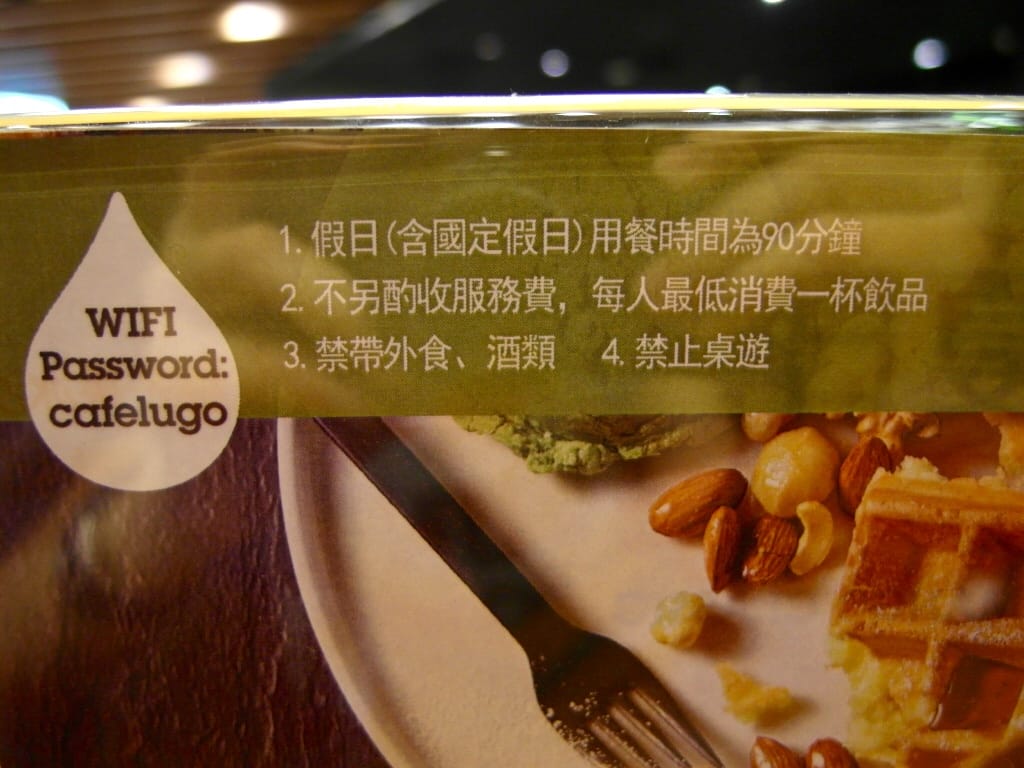 WIFI
Password:
cafelugo
1. 假日(含國定假日)用餐時間為90分鐘
2. 不另酌收服務費，每人最低消費一杯飲品
3. 禁帶外食、酒類 4. 禁止桌遊